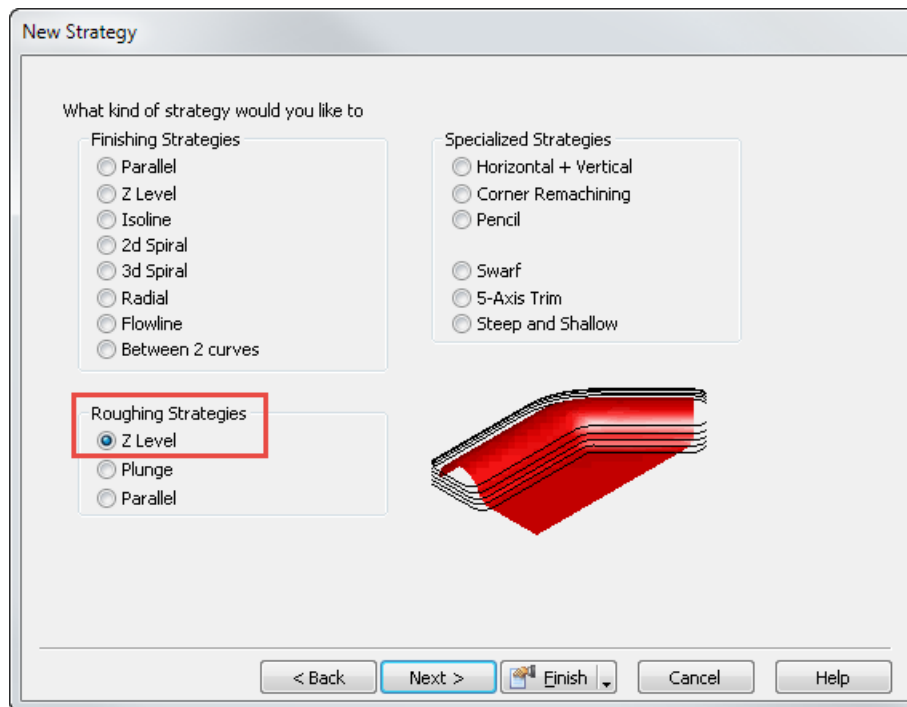 New Strategy
What kind of strategy would you like to
Finishing Strategies
Parallel
Z Level
Isoline
2d Spiral
3d Spiral
Radial
Flowline
Between 2 curves
Specialized Strategies
Horizontal + Vertical
Corner Remachining
Pencil
Swarf
5-Axis Trim
Steep and Shallow
Roughing Strategies
Z Level
Plunge
Parallel
< Back Next > Finish Cancel Help